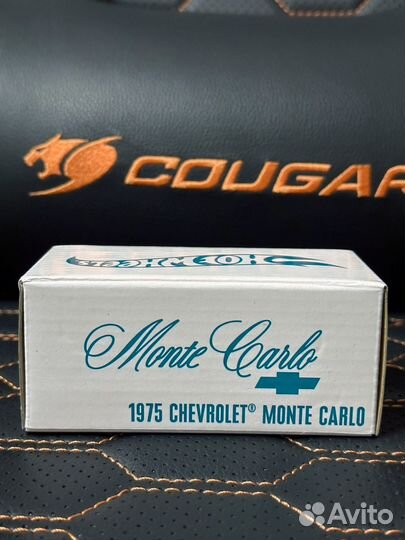 COUGAR
HOT WHEELS
Monte Carlo
1975 CHEVROLET® MONTE CARLO
Avito